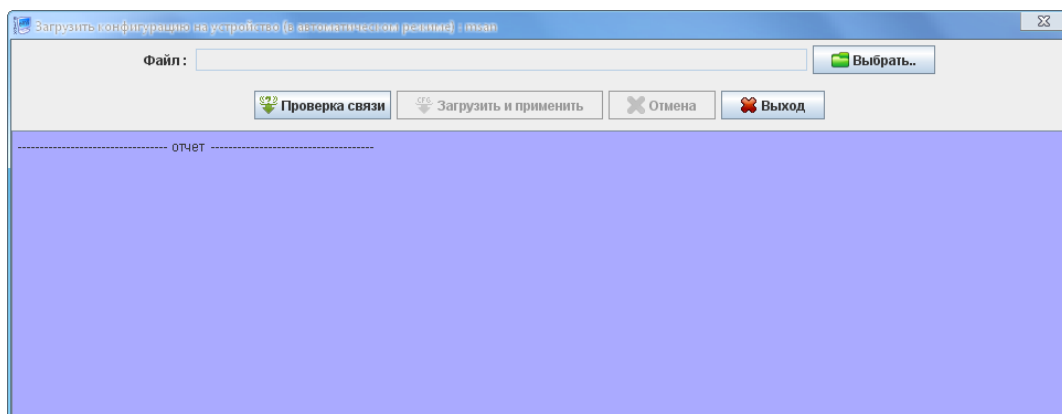 Загрузить конфигурацию на устройство (в автоматическом режиме) : msan
Файл :
Выбрать..
Проверка связи
Загрузить и применить
Отмена
Выход
---------------------------------- отчет -------------------------------------